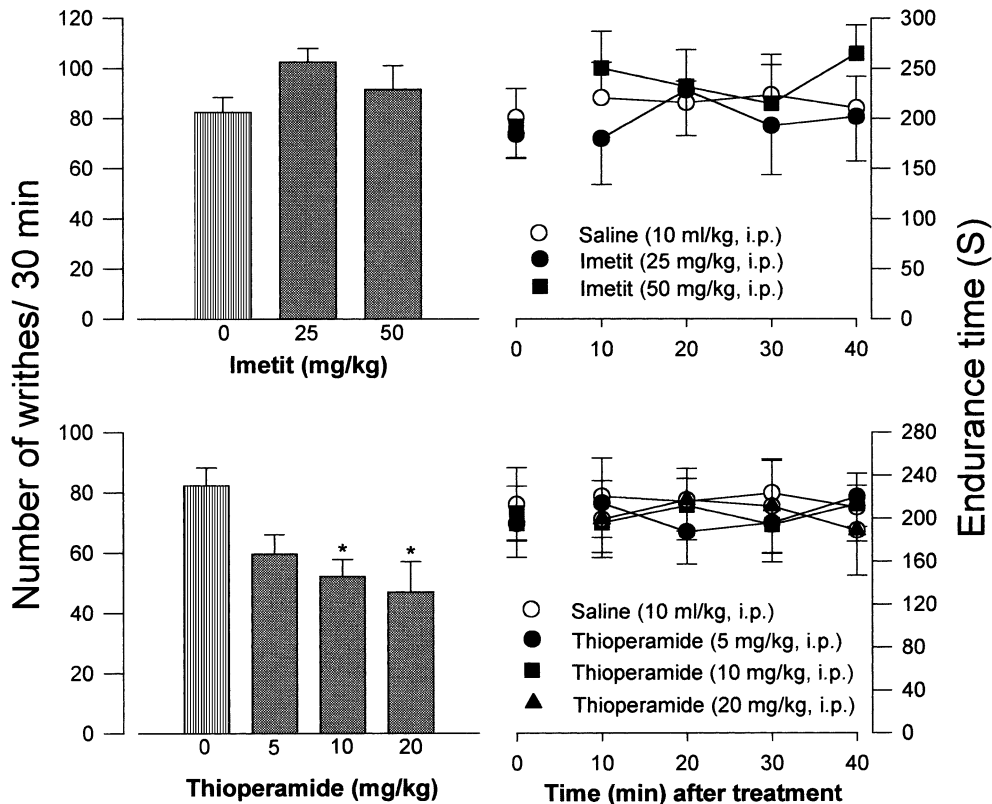 Number of writhes/ 30 min
120
100
80
60
40
20
0
0 25 50
Imetit (mg/kg)
300
250
200
150
100
50
0
Endurance time (S)
Saline (10 ml/kg, i.p.)
Imetit (25 mg/kg, i.p.)
Imetit (50 mg/kg, i.p.)
0 10 20 30 40
100
80
60
40
20
0
* *
0 5 10 20
Thioperamide (mg/kg)
280
240
200
160
120
80
40
0
Saline (10 ml/kg, i.p.)
Thioperamide (5 mg/kg, i.p.)
Thioperamide (10 mg/kg, i.p.)
Thioperamide (20 mg/kg, i.p.)
0 10 20 30 40
Time (min) after treatment